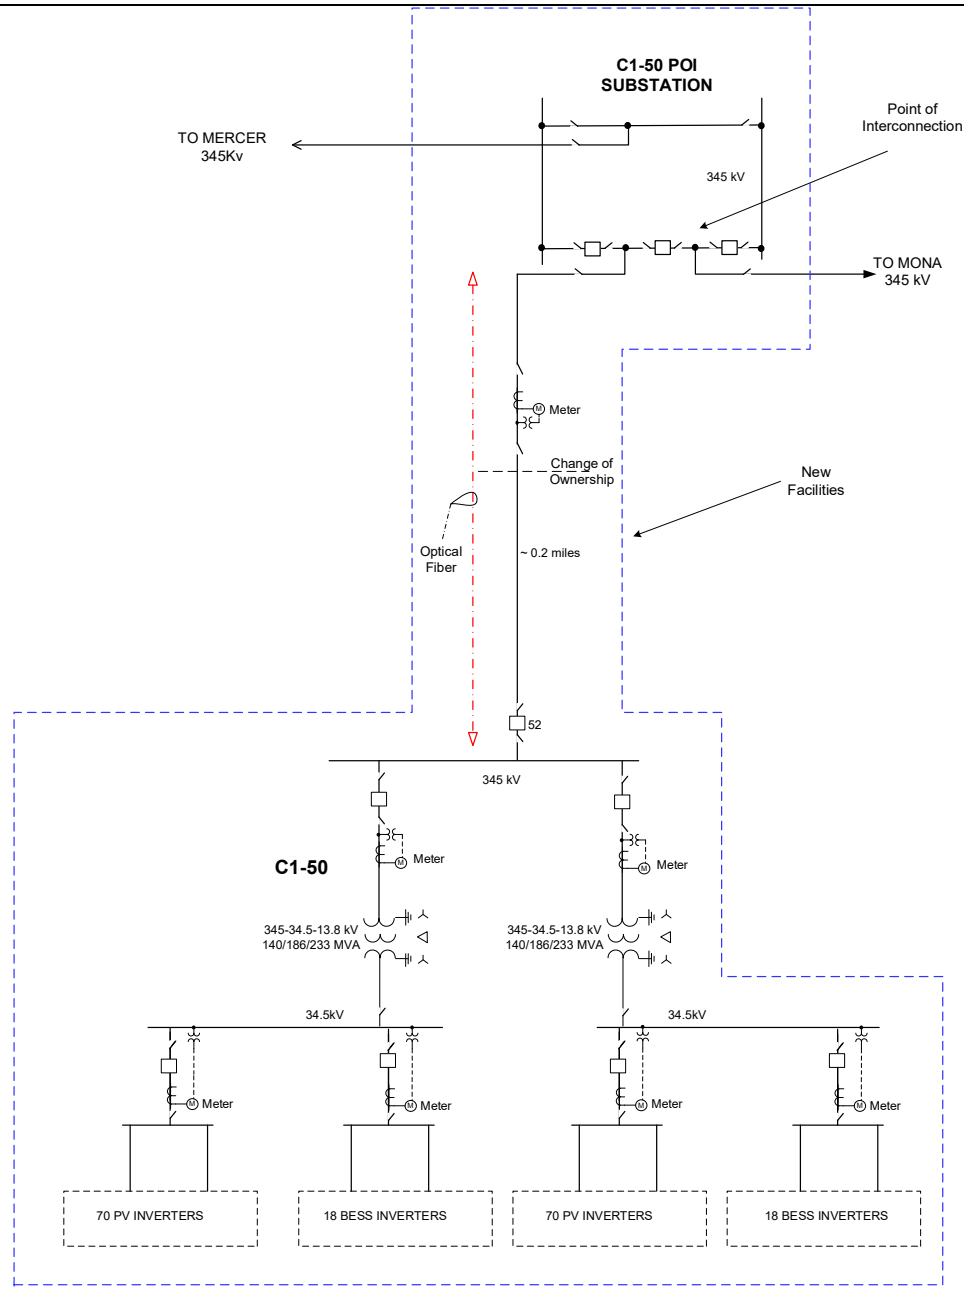 C1-50 POI
SUBSTATION
Point of
Interconnection
TO MERCER
345Kv
345 kV
TO MONA
345 kV
M
Meter
Change of
Ownership
New
Facilities
Optical
Fiber
~ 0.2 miles
52
345 kV
M
Meter
M
Meter
C1-50
345-34.5-13.8 kV
140/186/233 MVA
345-34.5-13.8 kV
140/186/233 MVA
34.5kV
34.5kV
M
Meter
M
Meter
M
Meter
M
Meter
70 PV INVERTERS
18 BESS INVERTERS
70 PV INVERTERS
18 BESS INVERTERS